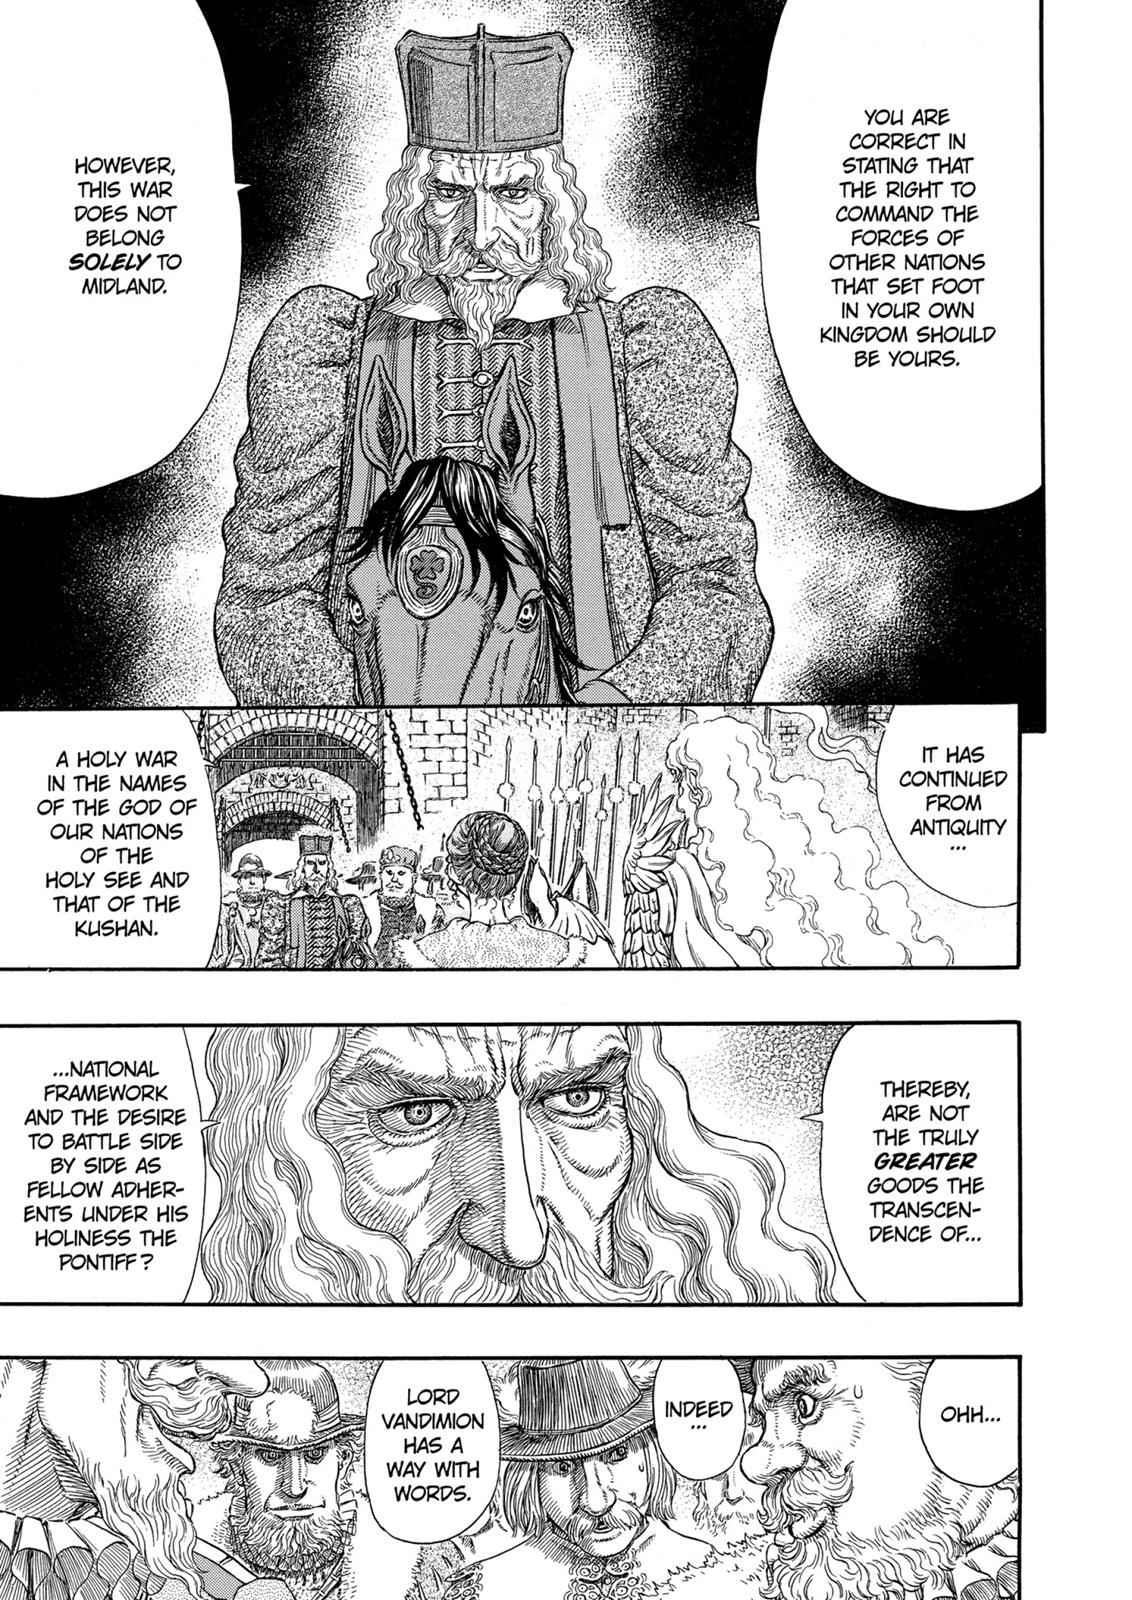 YOU ARE
CORRECT IN
STATING THAT
THE RIGHT TO
COMMAND THE
FORCES OF
OTHER NATIONS
THAT SET FOOT
IN YOUR OWN
KINGDOM SHOULD
BE YOURS.
HOWEVER,
THIS WAR
DOES NOT
BELONG
SOLELY TO
MIDLAND.
IT HAS
CONTINUED
FROM
ANTIQUITY
...
A HOLY WAR
IN THE NAMES
OF THE GOD OF
OUR NATIONS
OF THE
HOLY SEE AND
THAT OF THE
KUSHAN.
THEREBY,
ARE NOT
THE TRULY
GREATER
GOODS THE
TRANSCEN-
DENCE OF...
...NATIONAL
FRAMEWORK
AND THE DESIRE
TO BATTLE SIDE
BY SIDE AS
FELLOW ADHER-
ENTS UNDER HIS
HOLINESS THE
PONTIFF?
OHH...
INDEED
...
LORD
VANDIMION
HAS A
WAY WITH
WORDS.